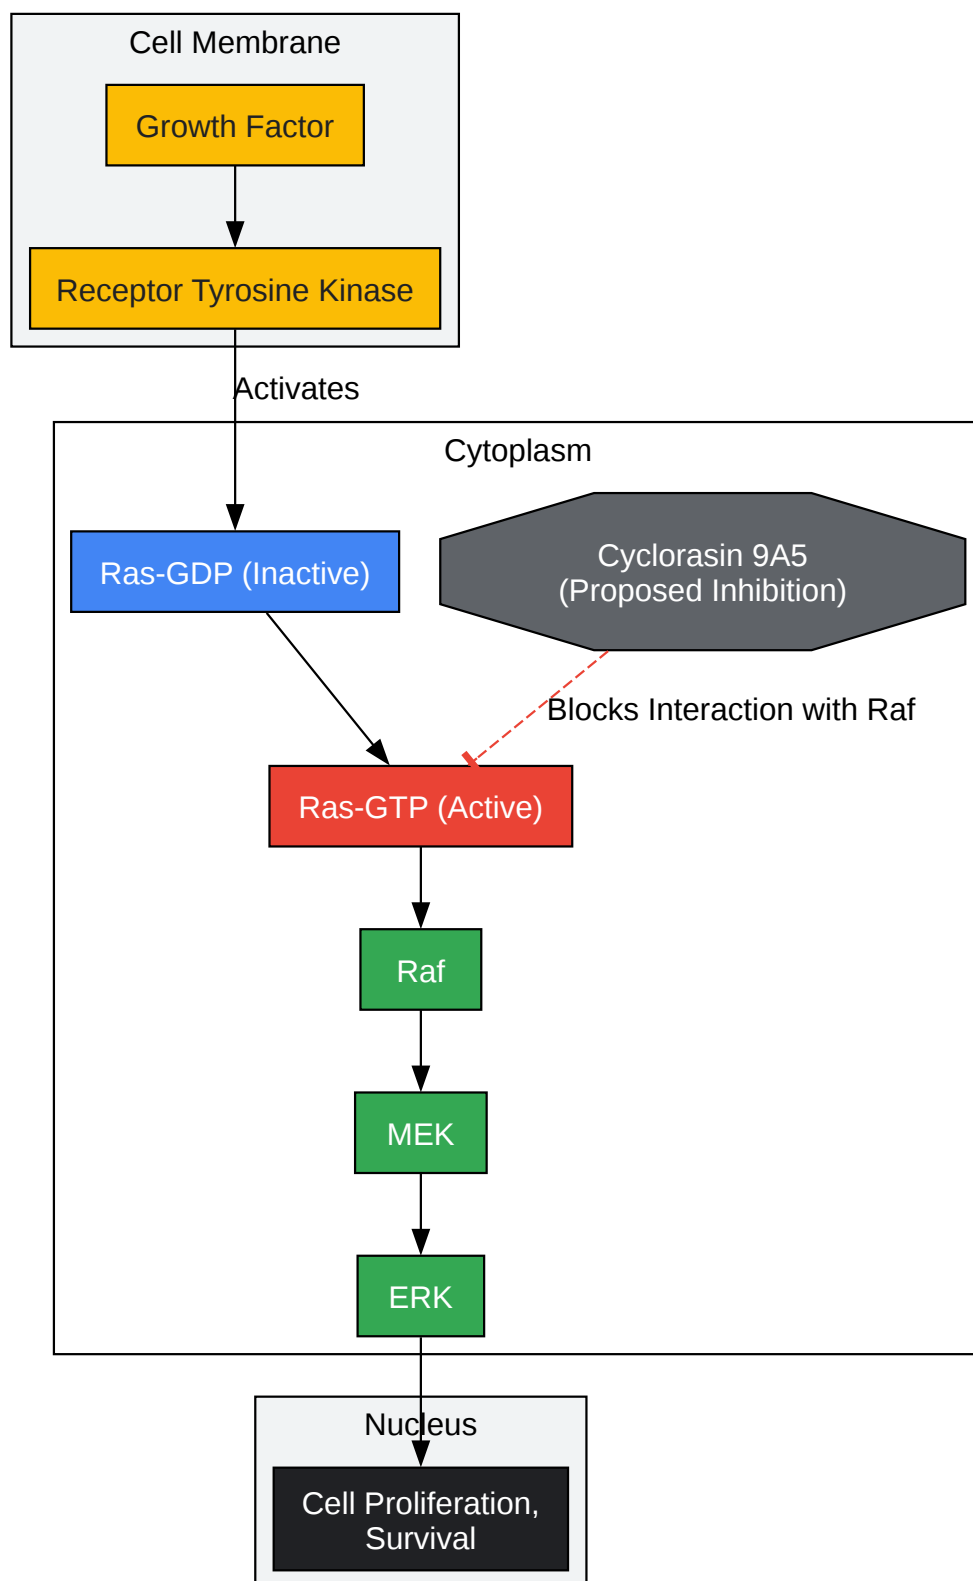 Cell Membrane
Growth Factor
Receptor Tyrosine Kinase
Activates
Cytoplasm
Ras-GDP (Inactive)
Cyclorasin 9A5
(Proposed Inhibition)
Blocks Interaction with Raf
Ras-GTP (Active)
Raf
MEK
ERK
Nucleus
Cell Proliferation,
Survival